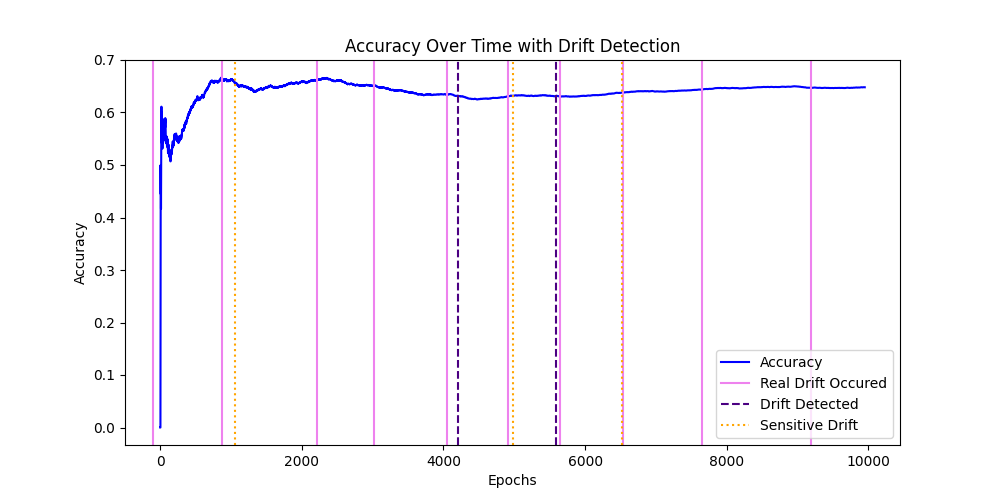 Accuracy Over Time with Drift Detection
0.7
0.6
0.5
0.4
0.3
0.2
0.1
0.0
Accuracy
0 2000 4000 6000 8000 10000
Epochs
Accuracy
Real Drift Occured
Drift Detected
Sensitive Drift